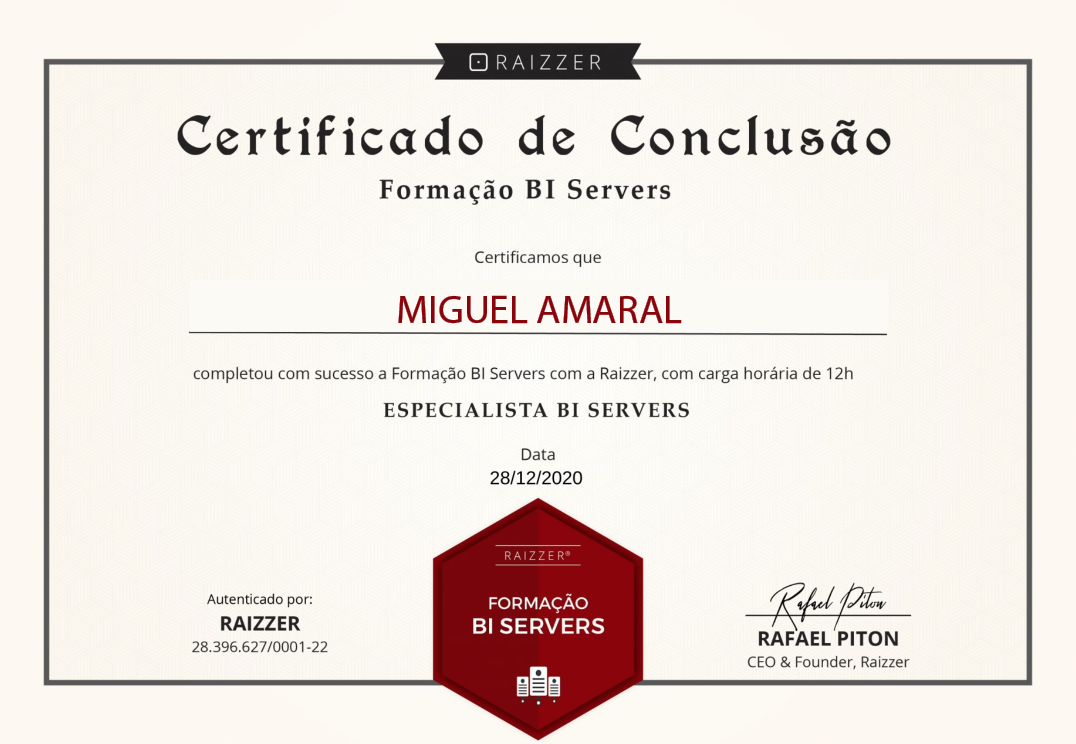 RAIZZER
Certificado de Conclusão
Formação BI Servers
Certificamos que
MIGUEL AMARAL
completou com sucesso a Formação BI Servers com a Raizzer, com carga horária de 12h
ESPECIALISTA BI SERVERS
Data
28/12/2020
RAIZZER®
FORMAÇÃO
BI SERVERS
Autenticado por:
RAIZZER
28.396.627/0001-22
Rafael Piton
RAFAEL PITON
CEO & Founder, Raizzer